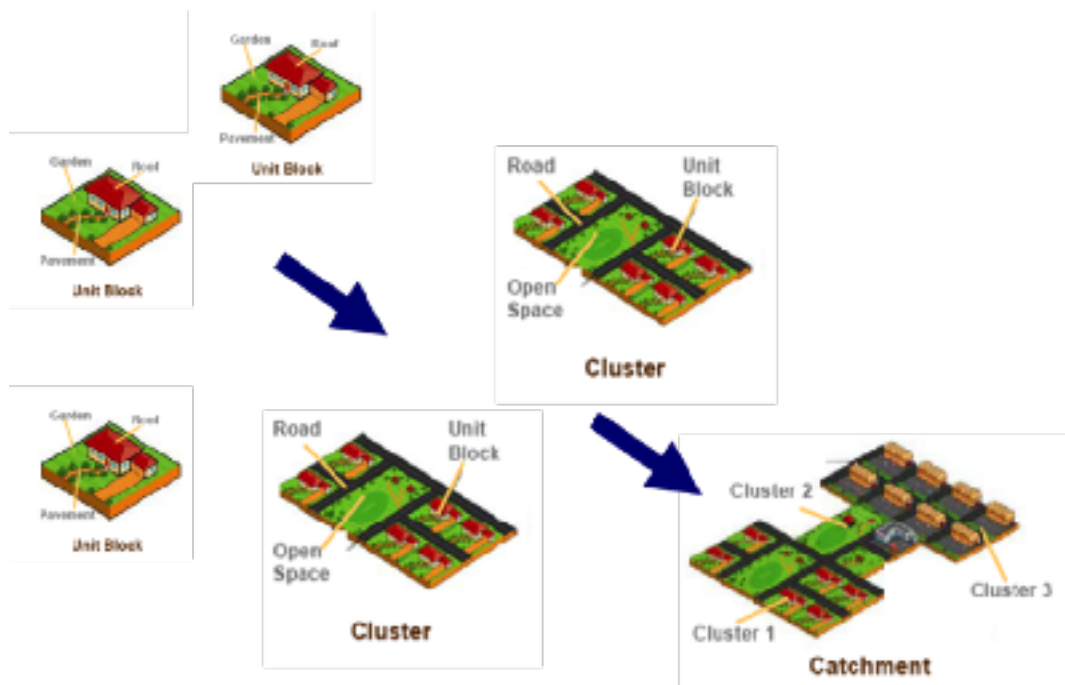 Garden
Roof
Pavement
Unit Block
Garden
Roof
Pavement
Unit Block
Road
Unit
Block
Open
Space
Cluster
Garden
Roof
Pavement
Unit Block
Road
Unit
Block
Open
Space
Cluster
Cluster 2
Cluster 3
Cluster 1
Catchment